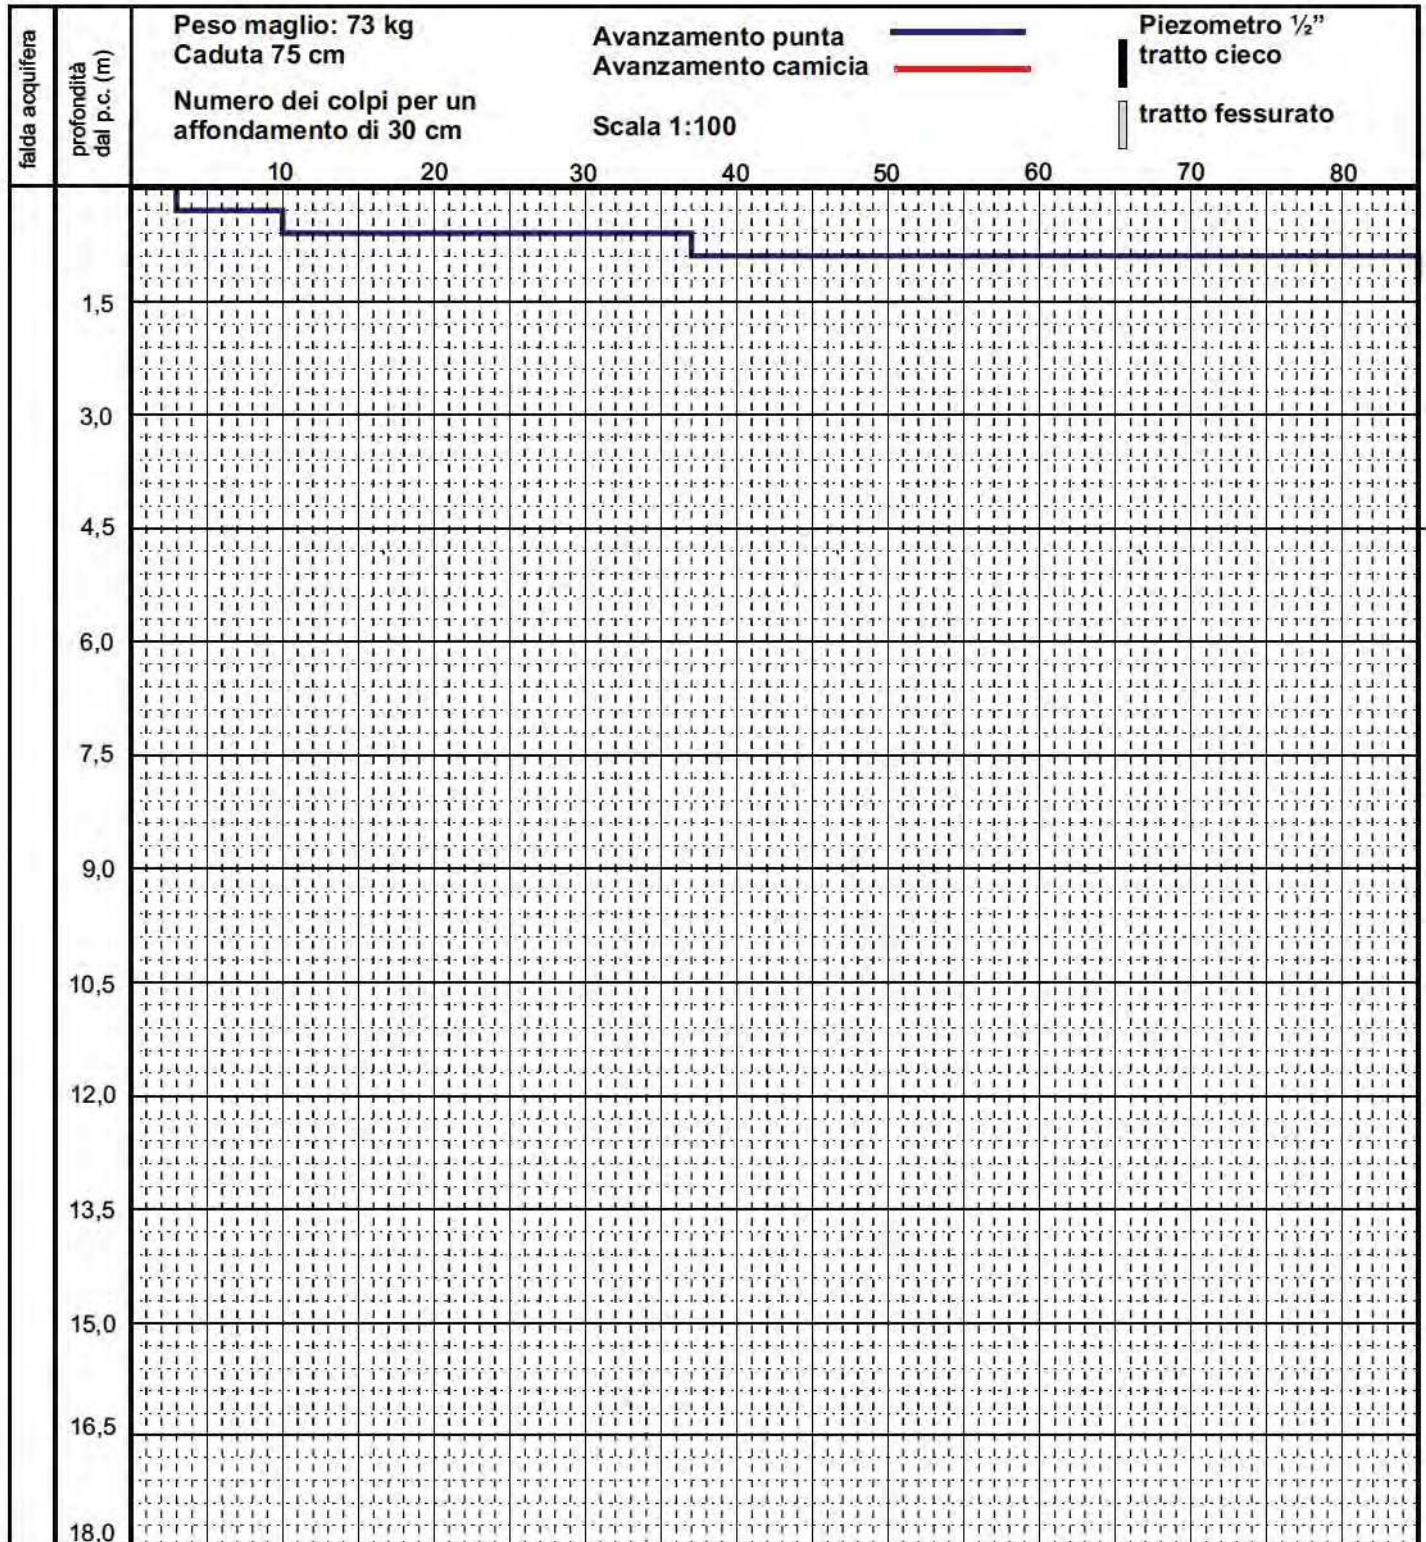 falda acquifera
profondità
dal p.c. (m)
Peso maglio: 73 kg
Caduta 75 cm
Numero dei colpi per un
affondamento di 30 cm
Avanzamento punta
Avanzamento camicia
Scala 1:100
Piezometro ½”
tratto cieco
tratto fessurato
10 20 30 40 50 60 70 80
1,5
3,0
4,5
6,0
7,5
9,0
10,5
12,0
13,5
15,0
16,5
18.0